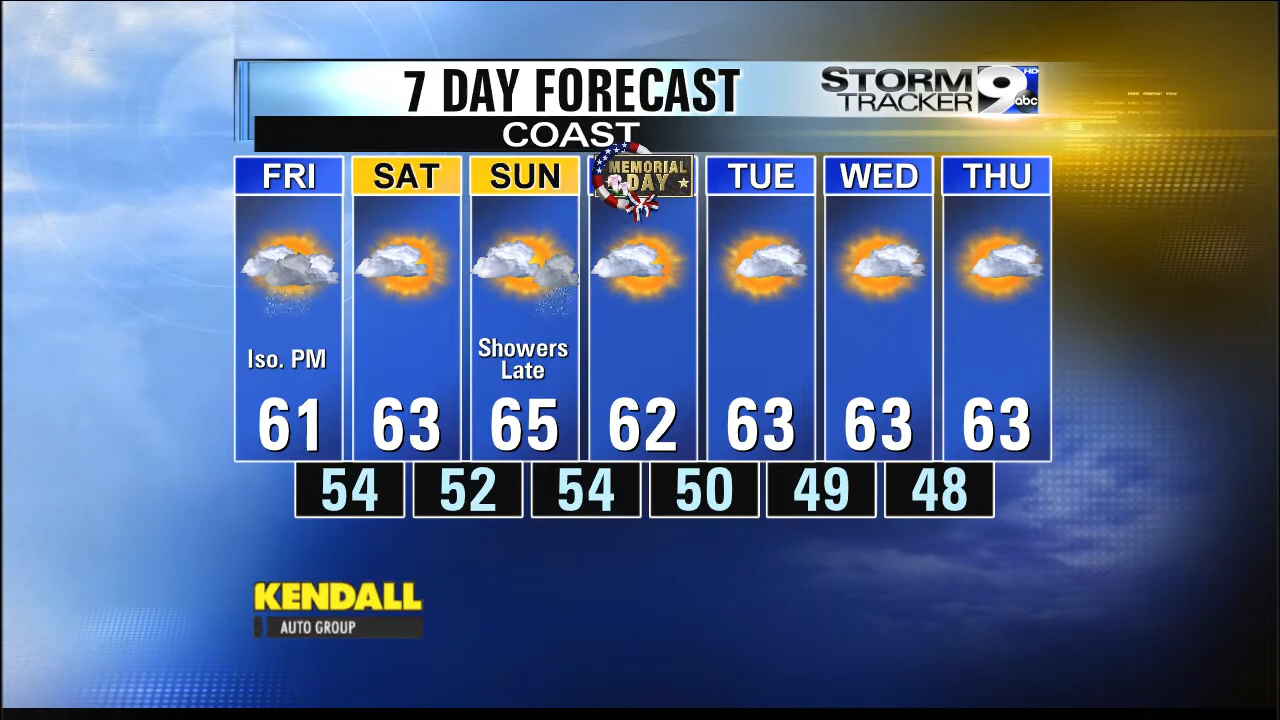 7 DAY FORECAST
STORM
TRACKER
9
HD
abc
COAST
FRI
SAT
SUN
MEMORIAL
DAY
TUE
WED
THU
Iso. PM
Showers
Late
61 63 65 62 63 63 63
54 52 54 50 49 48
KENDALL
AUTO GROUP